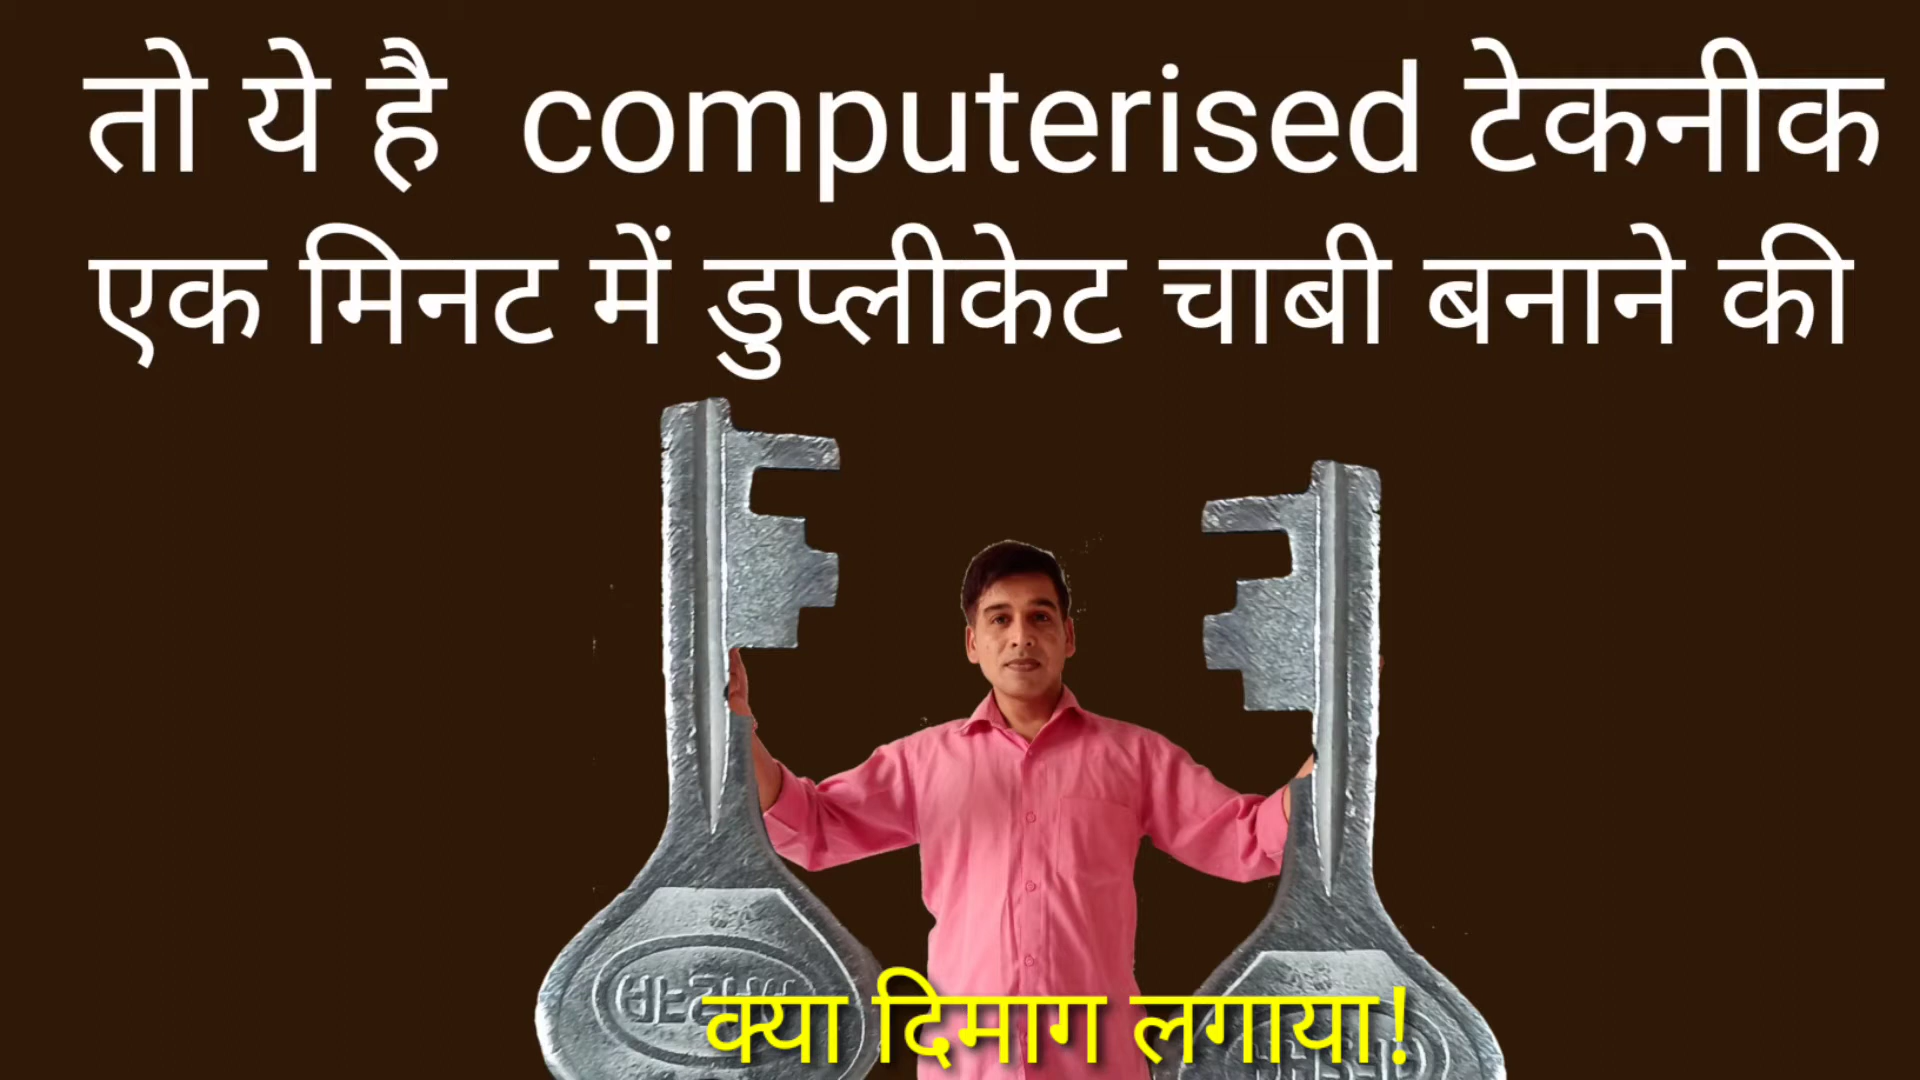 तो ये है computerised टेकनीक
एक मिनट में डुप्लीकेट चाबी बनाने की
क्या दिमाग लगाया!